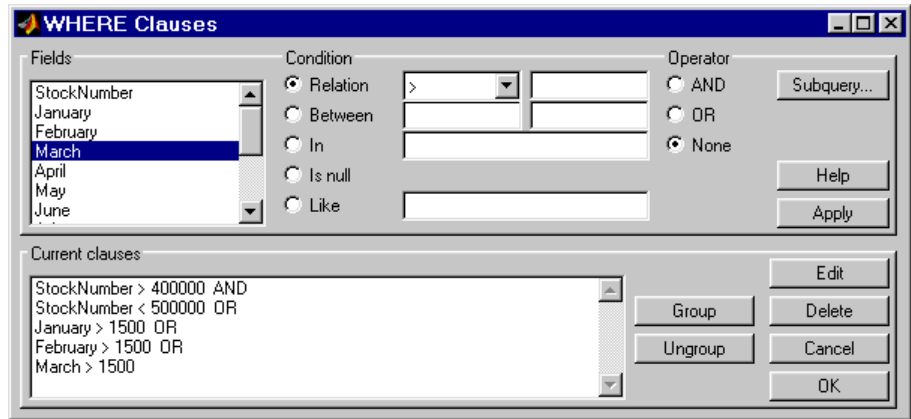 WHERE Clauses
Fields
StockNumber
January
February
March
April
May
June
Condition
Relation
>
Between
In
Is null
Like
Operator
AND
OR
None
Subquery...
Help
Apply
Current clauses
StockNumber > 400000 AND
StockNumber < 500000 OR
January > 1500 OR
February > 1500 OR
March > 1500
Group
Ungroup
Edit
Delete
Cancel
OK